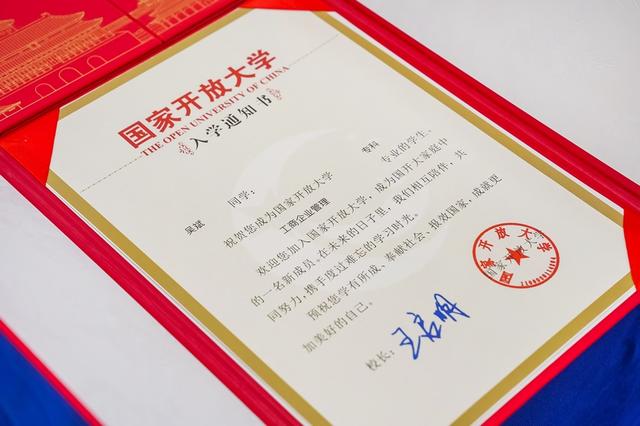 国家开放大学
THE OPEN UNIVERSITY OF CHINA
入学通知书
吴斌 同学：
祝贺您成为国家开放大学 专科
工商企业管理 专业的学生。
欢迎您加入国家开放大学，成为国开大家庭中
的一名新成员。在未来的日子里，我们相互陪伴，共
同努力，携手度过难忘的学习时光。
预祝您学有所成、奉献社会、报效国家，成就更
加美好的自己。
校长：
国家开放大学
国家开放大学